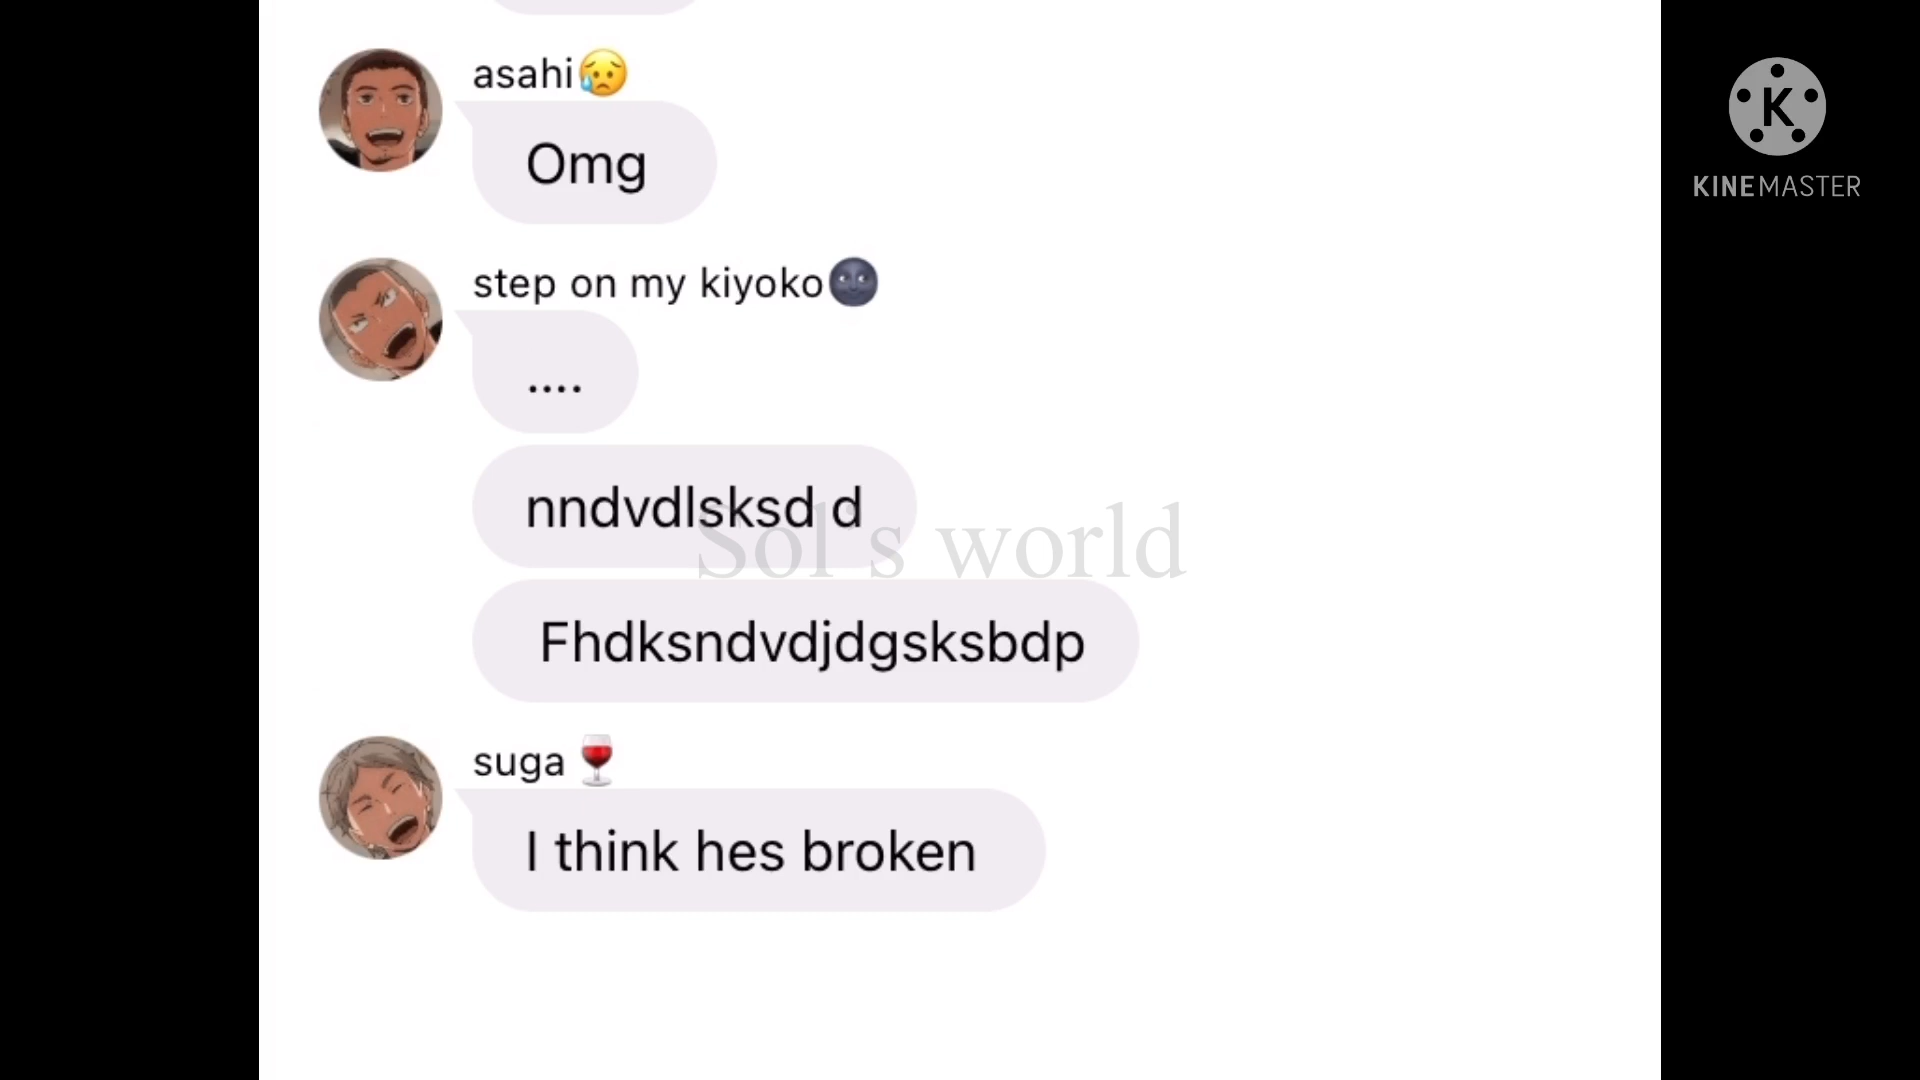 asahi😥
Omg
step on my kiyoko🌚
....
nndvdlsksd d
Sol's world
Fhdksndvdjdgsksbdp
suga 🍷
I think hes broken
K
KINEMASTER